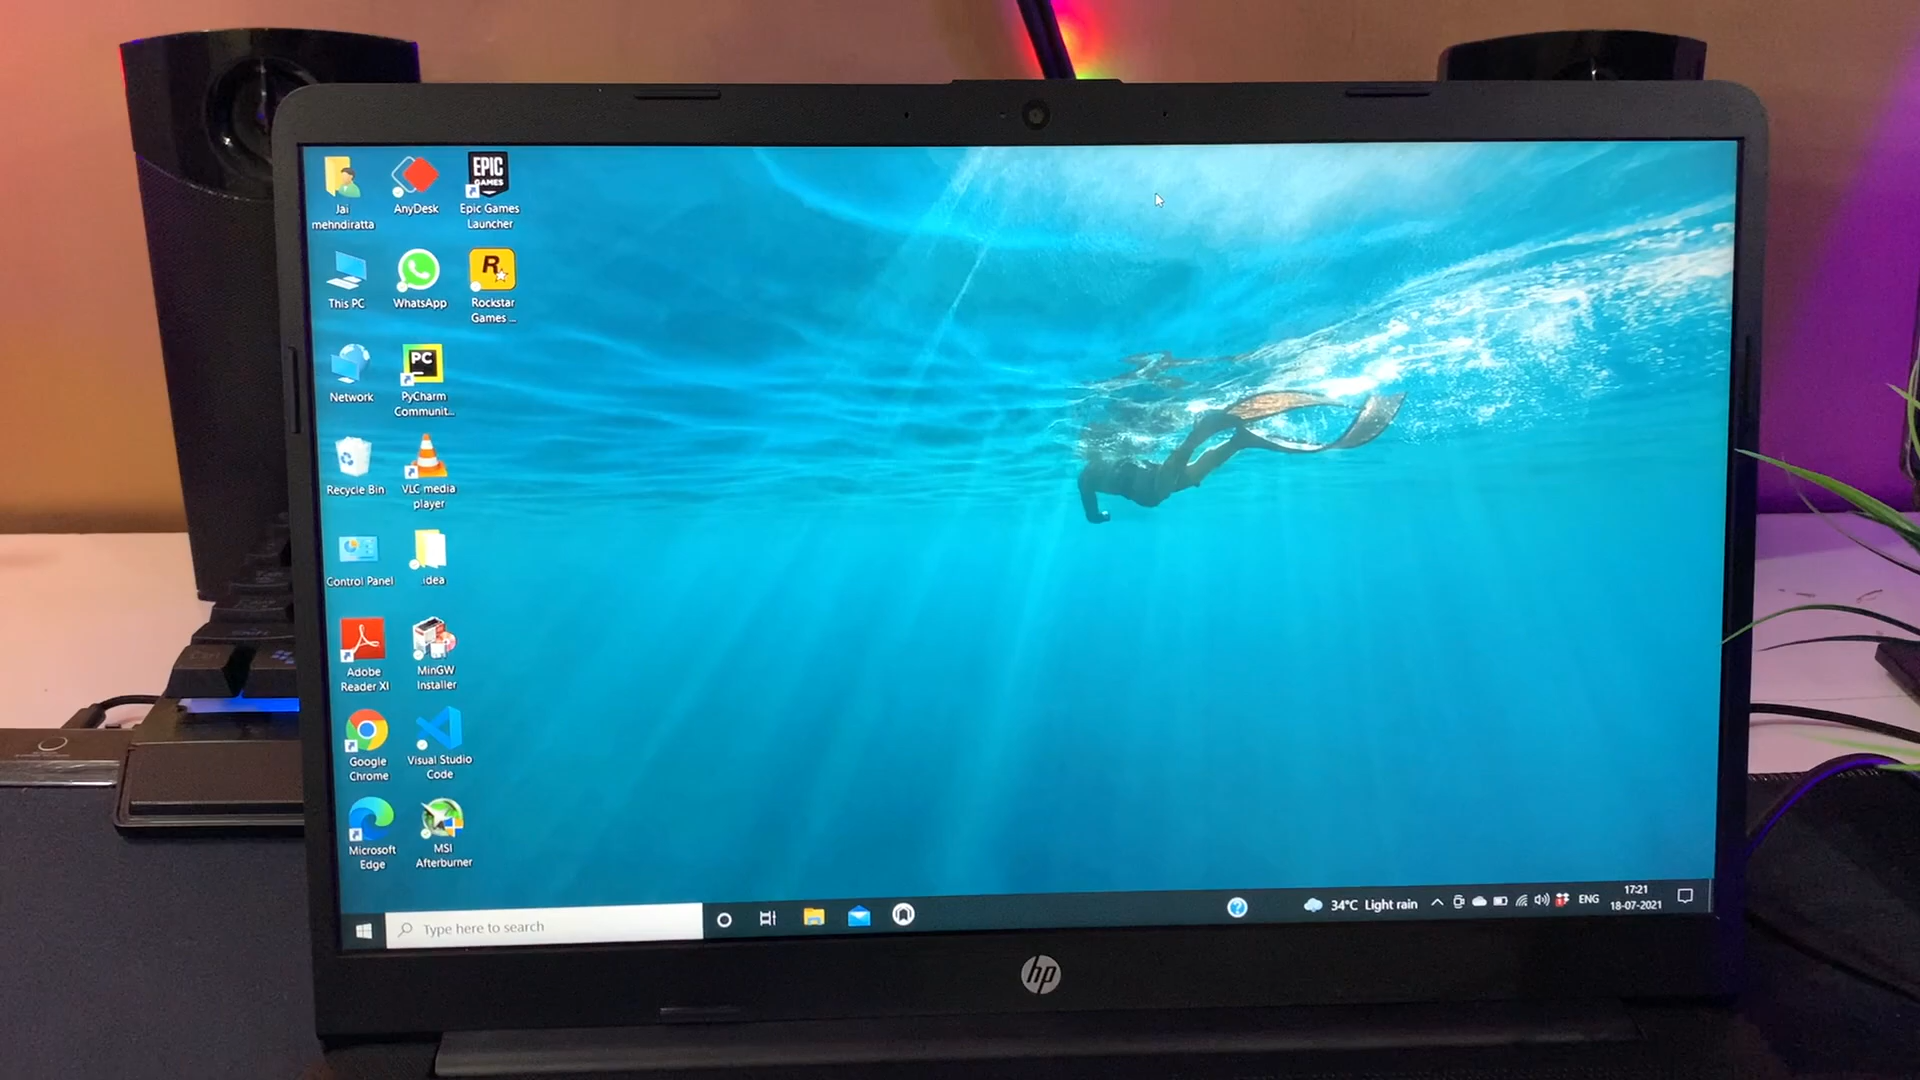 Jai
mehndiratta
AnyDesk
EPIC
GAMES
Epic Games
Launcher
This PC
WhatsApp
R
Rockstar
Games ...
Network
PC
PyCharm
Communit...
Recycle Bin
VLC media
player
Control Panel
.idea
Adobe
Reader XI
MinGW
Installer
Google
Chrome
Visual Studio
Code
Microsoft
Edge
MSI
Afterburner
Type here to search
34°C Light rain
ENG
17:21
18-07-2021
hp